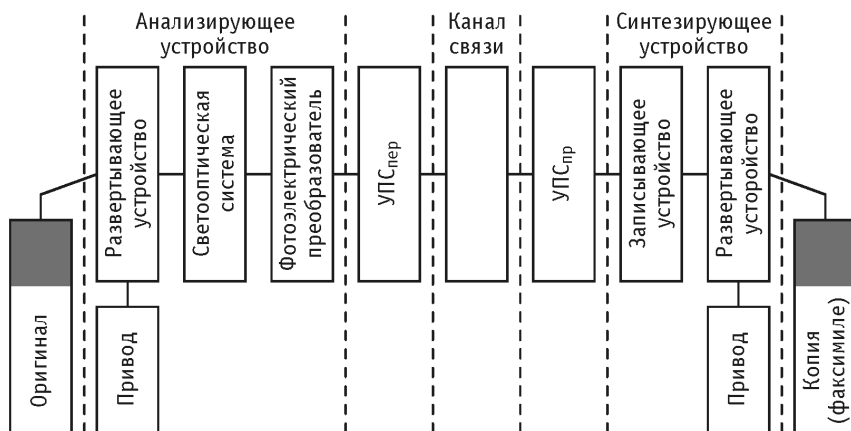 Анализирующее
устройство
Канал
связи
Синтезирующее
устройство
Оригинал
Развертывающее
устройство
Привод
Светооптическая
система
Фотоэлектрический
преобразователь
УПСпер
УПСпр
Записывающее
устройство
Развертывающее
усторойство
Привод
Копия
(факсимиле)